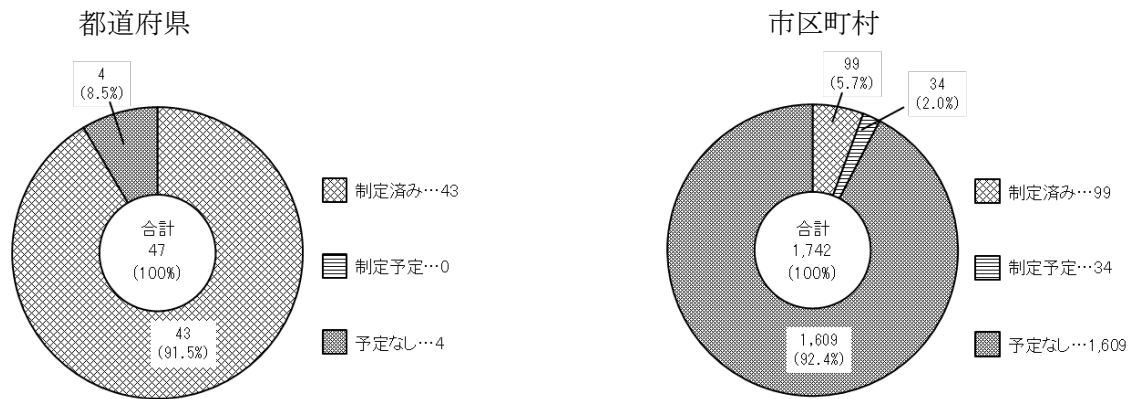 都道府県
4
(8.5%)
合計
47
(100%)
43
(91.5%)
制定済み…43
制定予定…0
予定なし…4
市区町村
99
(5.7%)
34
(2.0%)
合計
1,742
(100%)
1,609
(92.4%)
制定済み…99
制定予定…34
予定なし…1,609